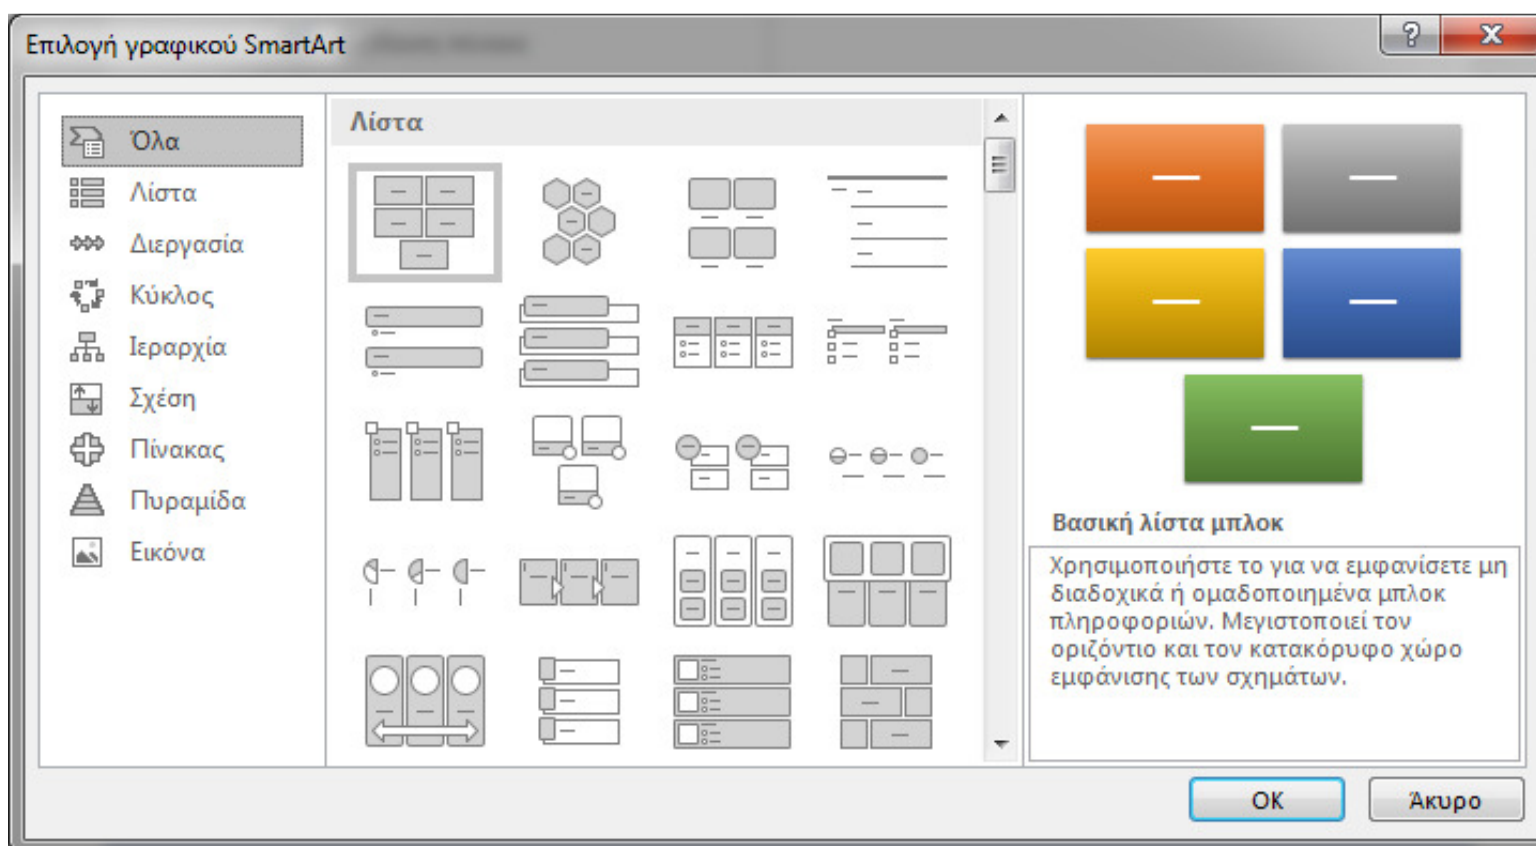 Επιλογή γραφικού SmartArt
Όλα
Λίστα
Διεργασία
Κύκλος
Ιεραρχία
Σχέση
Πίνακας
Πυραμίδα
Εικόνα
Λίστα
Βασική λίστα μπλοκ
Χρησιμοποιήστε το για να εμφανίσετε μη
διαδοχικά ή ομαδοποιημένα μπλοκ
πληροφοριών. Μεγιστοποιεί τον
οριζόντιο και τον κατακόρυφο χώρο
εμφάνισης των σχημάτων.
OK
Άκυρο